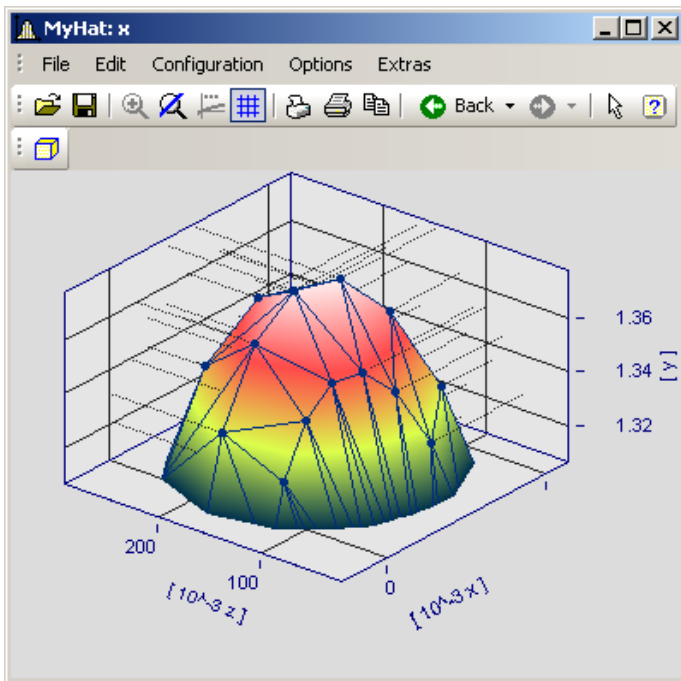 MyHat: x
File Edit Configuration Options Extras
Back
1.36
1.34
1.32
[ y ]
200
100
0
[ 10^-3 z ]
[ 10^-3 x ]